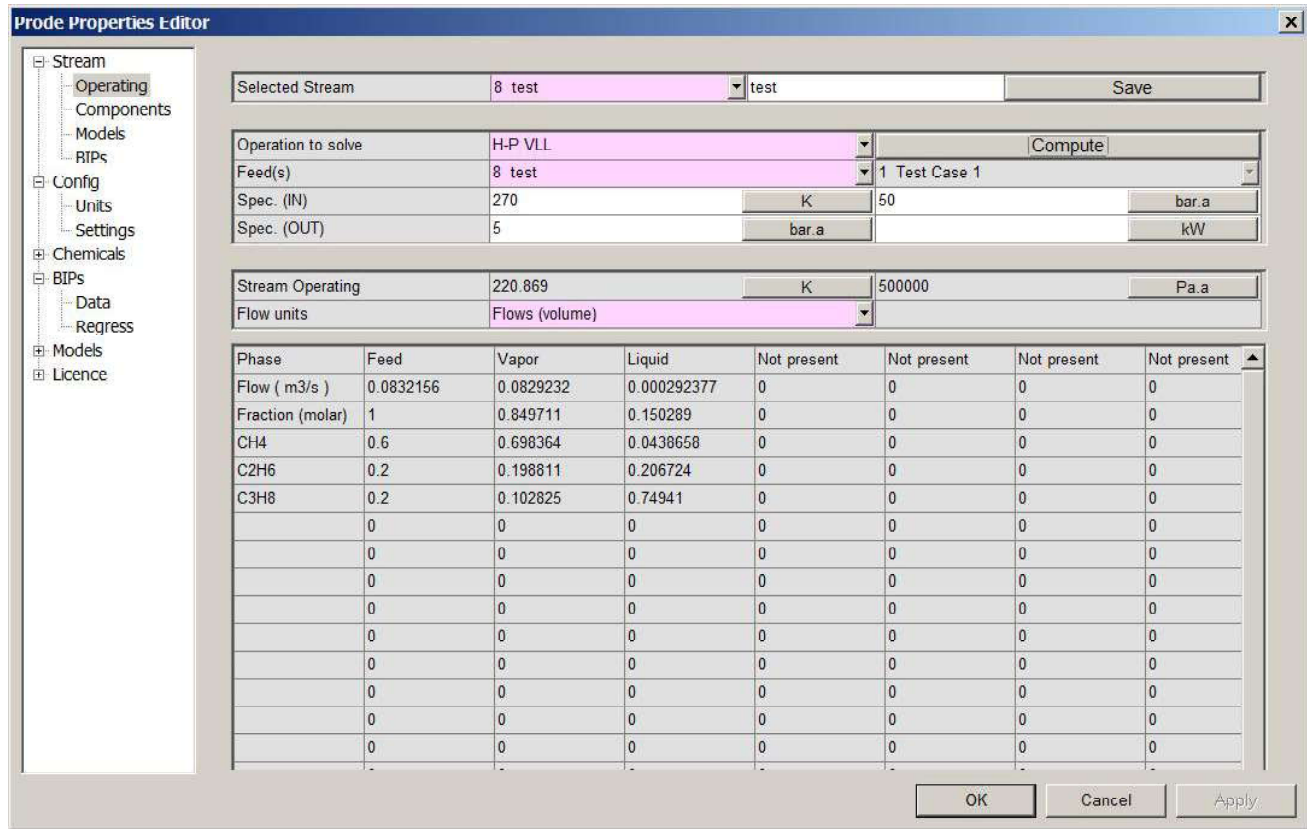 Prode Properties Editor
Stream
Operating
Components
Models
BIPs
Config
Units
Settings
Chemicals
BIPs
Data
Regress
Models
Licence
Selected Stream 8 test test Save
Operation to solve H-P VLL Compute
Feed(s) 8 test 1 Test Case 1
Spec. (IN) 270 K 50 bar.a
Spec. (OUT) 5 bar.a kW
Stream Operating 220.869 K 500000 Pa.a
Flow units Flows (volume)
Phase Feed Vapor Liquid Not present Not present Not present Not present
Flow ( m3/s ) 0.0832156 0.0829232 0.000292377 0 0 0 0
Fraction (molar) 1 0.849711 0.150289 0 0 0 0
CH4 0.6 0.698364 0.0438658 0 0 0 0
C2H6 0.2 0.198811 0.206724 0 0 0 0
C3H8 0.2 0.102825 0.74941 0 0 0 0
0 0 0 0 0 0 0
0 0 0 0 0 0 0
0 0 0 0 0 0 0
0 0 0 0 0 0 0
0 0 0 0 0 0 0
0 0 0 0 0 0 0
0 0 0 0 0 0 0
0 0 0 0 0 0 0
0 0 0 0 0 0 0
OK Cancel Apply